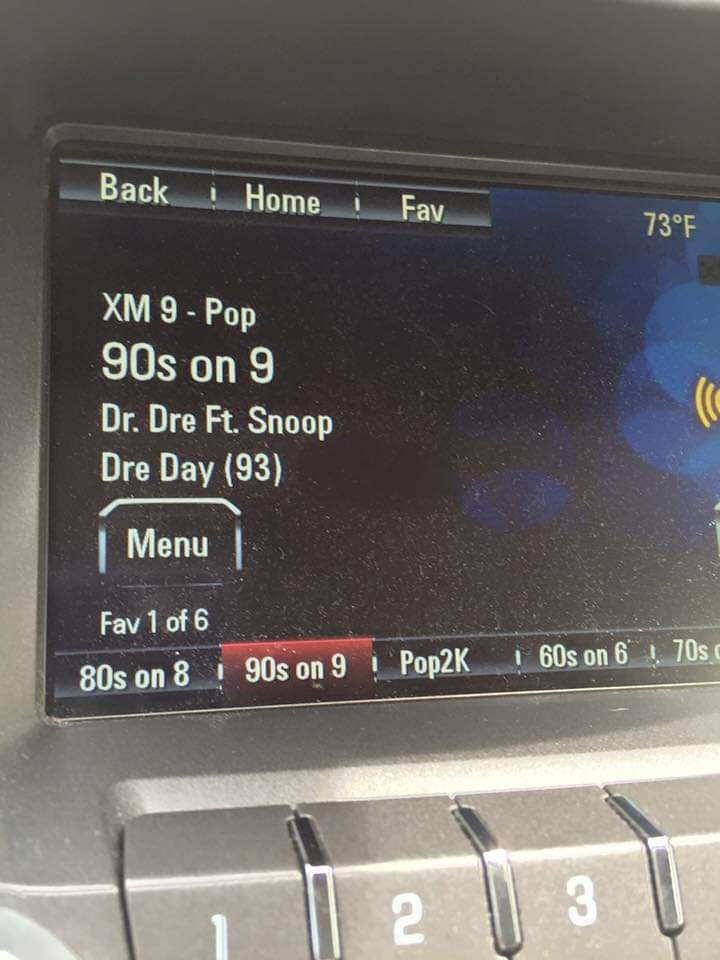 Back Home Fav
73°F
XM 9 - Pop
90s on 9
Dr. Dre Ft. Snoop
Dre Day (93)
Menu
Fav 1 of 6
80s on 8 90s on 9 Pop2K 60s on 6 70s
1 2 3